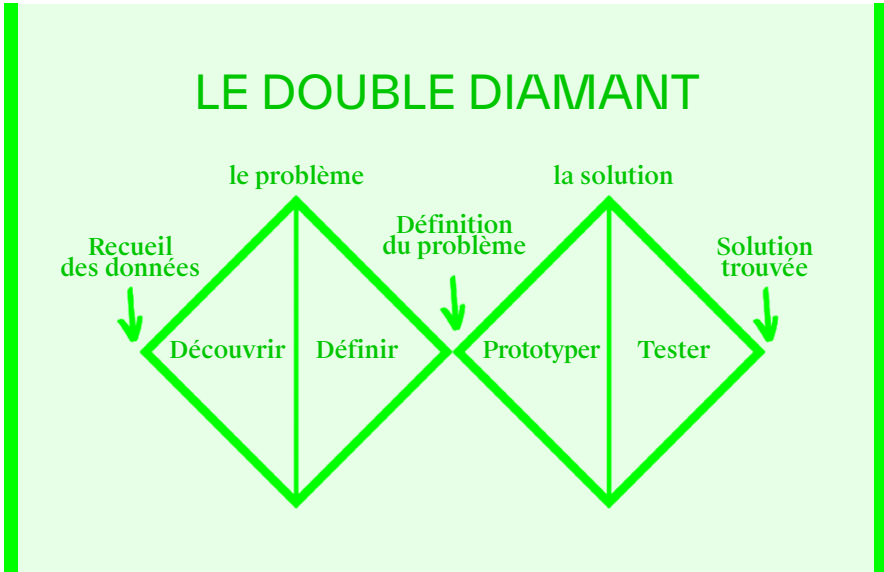 LE DOUBLE DIAMANT
le problème
la solution
Recueil
des données
Définition
du problème
Solution
trouvée
Découvrir
Définir
Prototyper
Tester